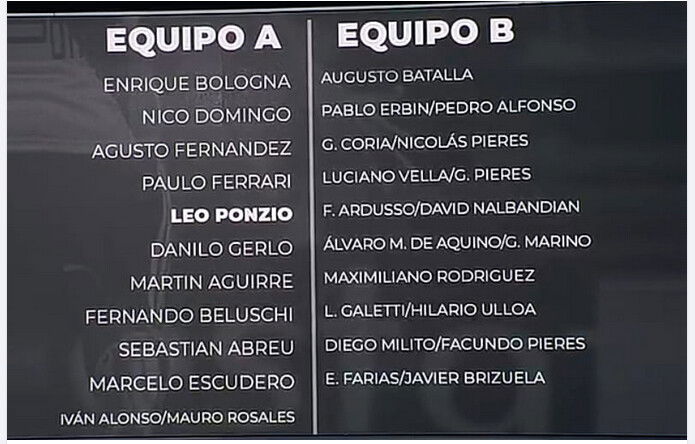 EQUIPO A
ENRIQUE BOLOGNA
NICO DOMINGO
AGUSTO FERNANDEZ
PAULO FERRARI
LEO PONZIO
DANILO GERLO
MARTIN AGUIRRE
FERNANDO BELUSCHI
SEBASTIAN ABREU
MARCELO ESCUDERO
IVÁN ALONSO/MAURO ROSALES
EQUIPO B
AUGUSTO BATALLA
PABLO ERBIN/PEDRO ALFONSO
G. CORIA/NICOLÁS PIERES
LUCIANO VELLA/G. PIERES
F. ARDUSSO/DAVID NALBANDIAN
ÁLVARO M. DE AQUINO/G. MARINO
MAXIMILIANO RODRIGUEZ
L. GALETTI/HILARIO ULLOA
DIEGO MILITO/FACUNDO PIERES
E. FARIAS/JAVIER BRIZUELA